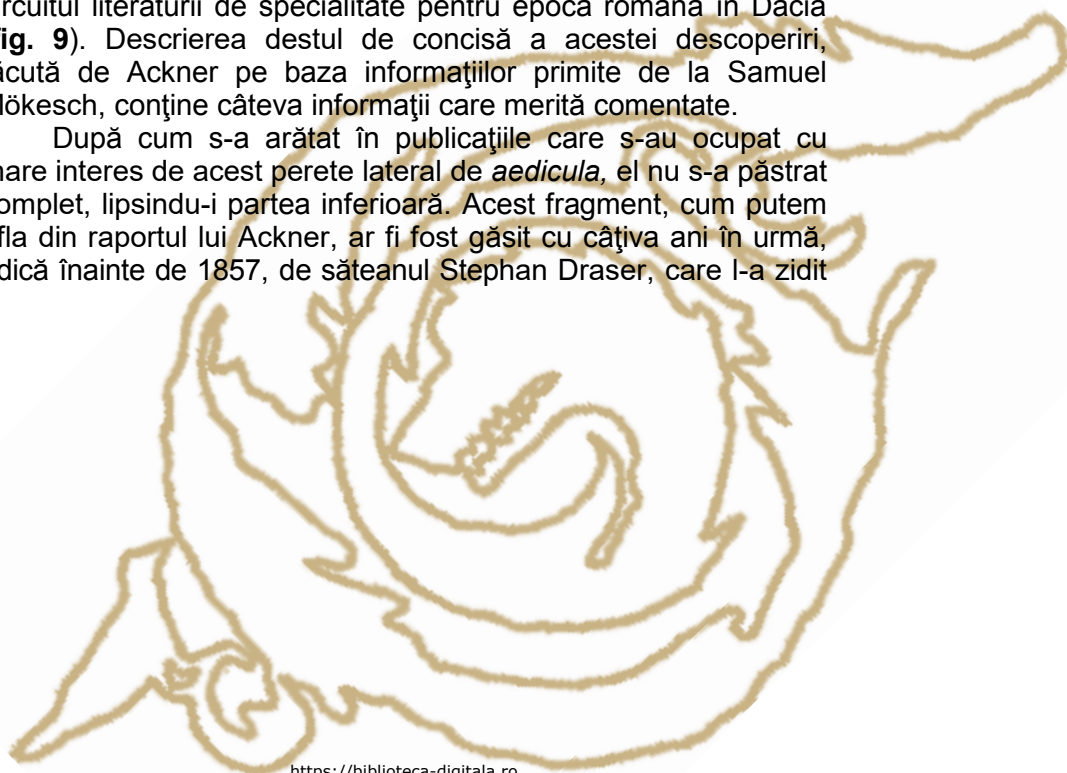 rcuitul literaturii de specialitate pentru epoca romană în Dacia
fig. 9). Descrierea destul de concisă a acestei descoperiri,
ăcută de Ackner pe baza informaţiilor primite de la Samuel
lökesch, conţine câteva informaţii care merită comentate.
După cum s-a arătat în publicaţiile care s-au ocupat cu
nare interes de acest perete lateral de aedicula, el nu s-a păstrat
omplet, lipsindu-i partea inferioară. Acest fragment, cum putem
fla din raportul lui Ackner, ar fi fost găsit cu câţiva ani în urmă,
dică înainte de 1857, de săteanul Stephan Draser, care l-a zidit
https://biblioteca-digitala.ro